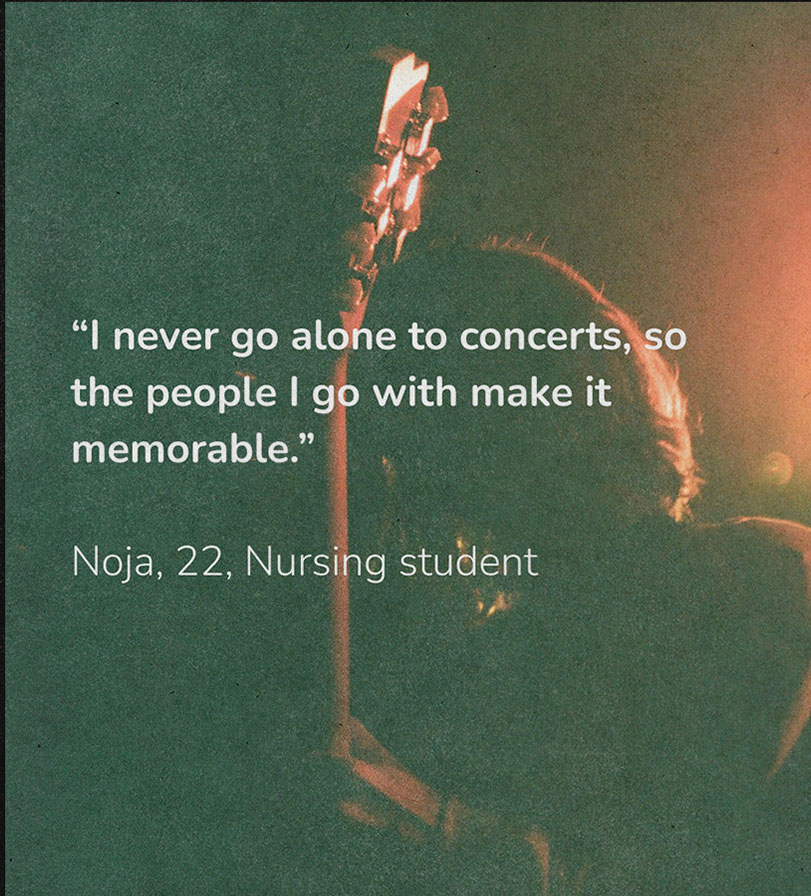 “I never go alone to concerts, so
the people I go with make it
memorable.”
Noja, 22, Nursing student